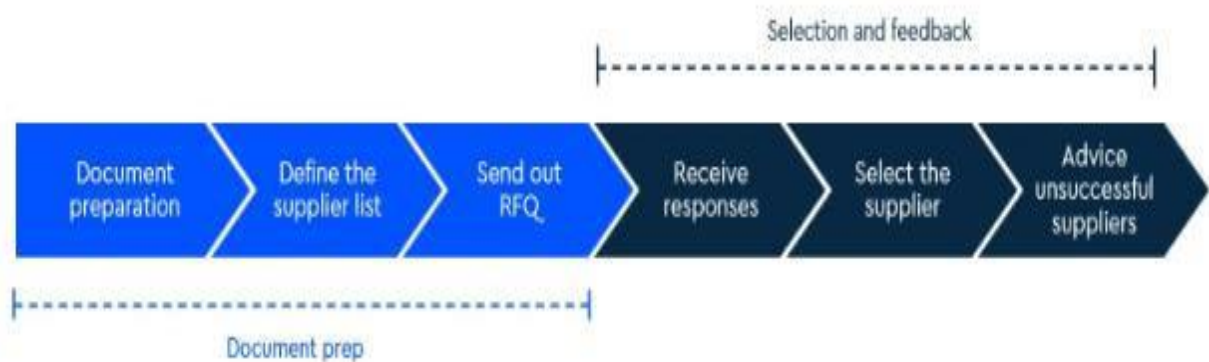 Selection and feedback
Document
preparation
Define the
supplier list
Send out
RFQ
Receive
responses
Select the
supplier
Advice
unsuccessful
suppliers
Document prep